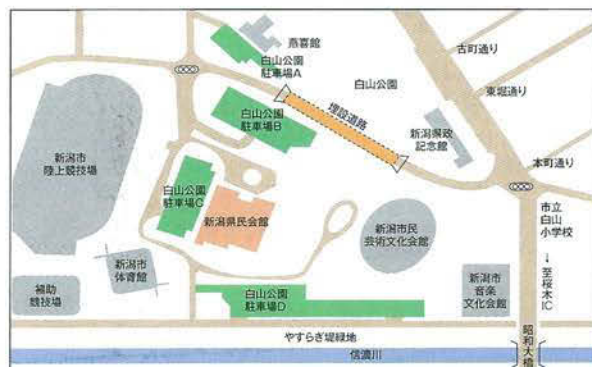 燕喜館
白山公園
駐車場A
白山公園
古町通り
東堀通り
白山公園
駐車場B
埋設道路
新潟県政
記念館
本町通り
新潟市
陸上競技場
白山公園
駐車場C
新潟県民会館
新潟市民
芸術文化会館
市立
白山
小学校
↓
至桜木IC
新潟市
体育館
補助
競技場
白山公園
駐車場D
新潟市
音楽
文化会館
やすらぎ堤緑地
信濃川
昭和大橋